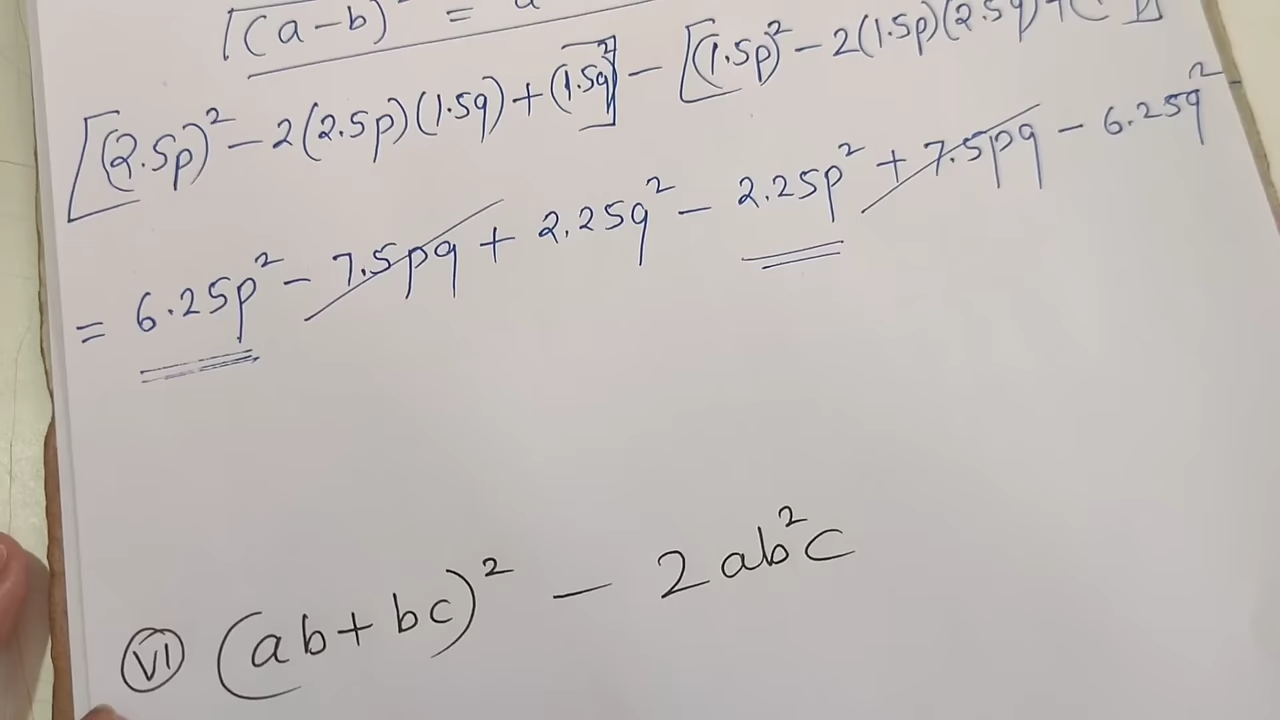 (a-b)² =
[(2.5p)² - 2(2.5p)(1.5q) + (1.5q)²] - [(1.5p)² - 2(1.5p)(2.5q) + (
= 6.25p² - 7.5pq + 2.25q² - 2.25p² + 7.5pq - 6.25q²
(VI) (ab + bc)² - 2ab²c